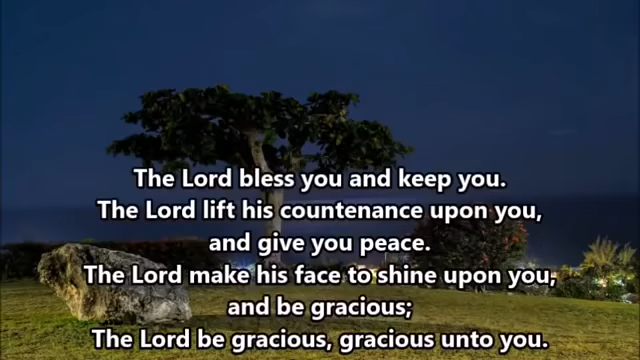 The Lord bless you and keep you.
The Lord lift his countenance upon you,
and give you peace.
The Lord make his face to shine upon you,
and be gracious;
The Lord be gracious, gracious unto you.